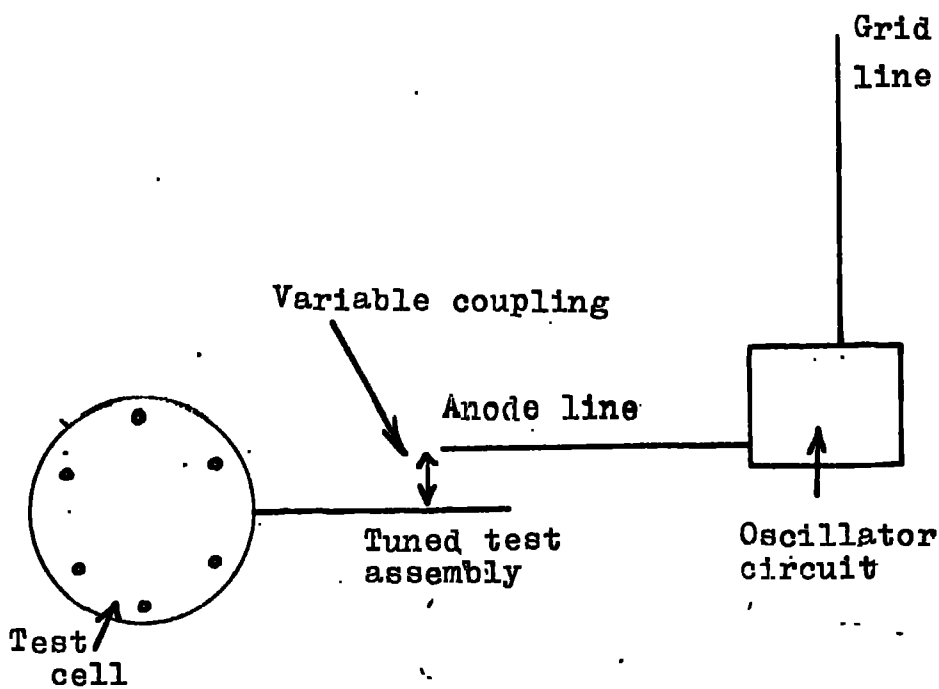 Grid
line
Variable coupling
Anode line
Tuned test
assembly
Oscillator
circuit
Test
cell